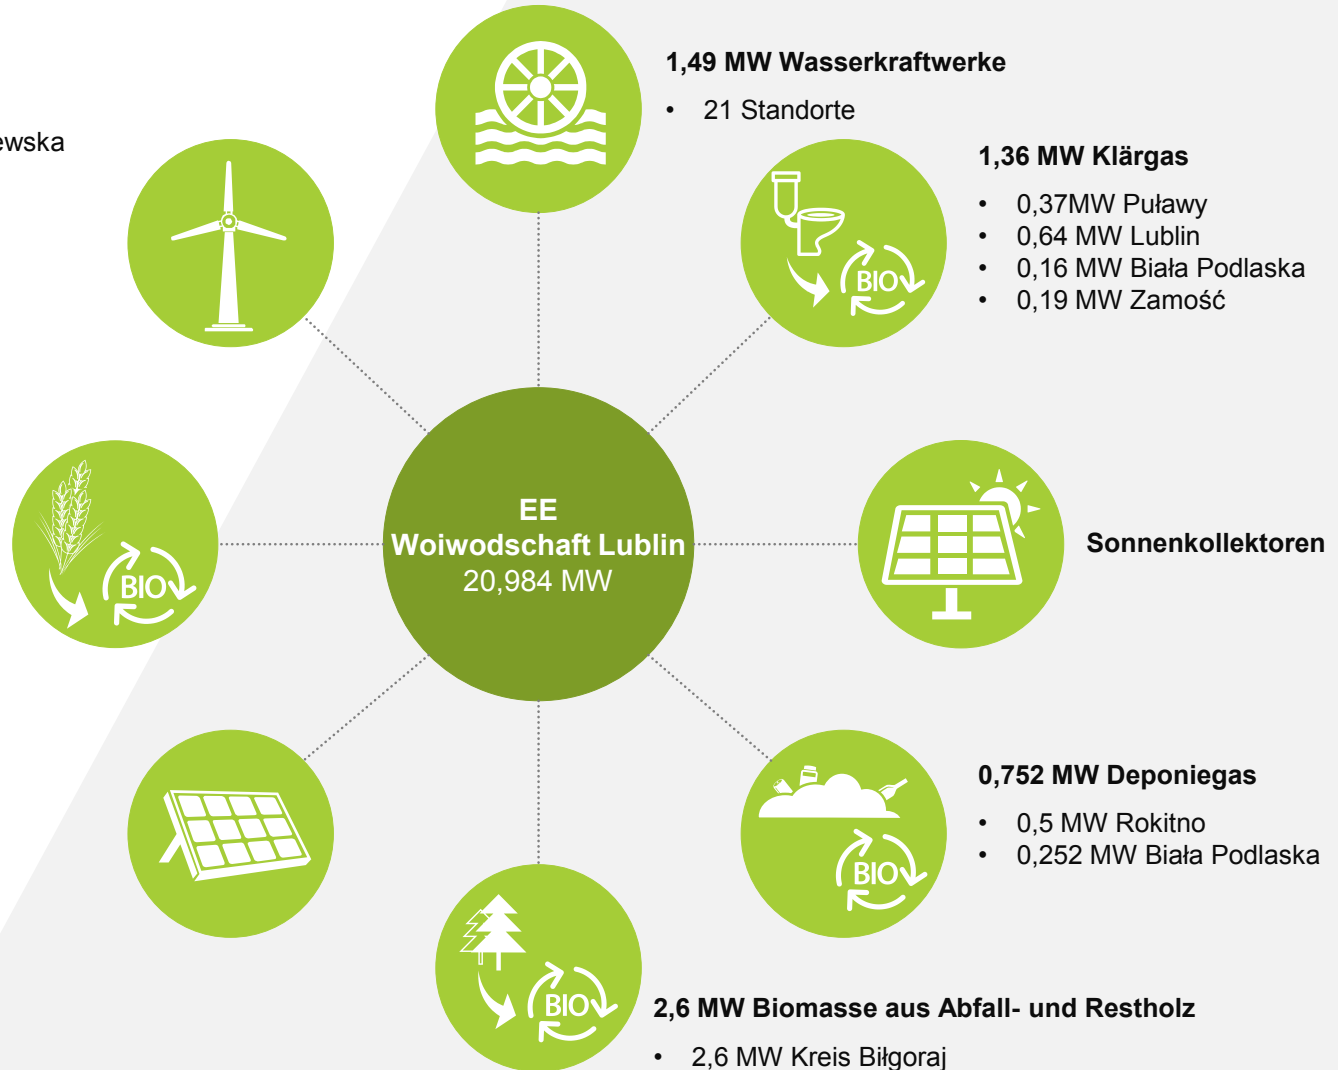 1,49 MW Wasserkraftwerke
• 21 Standorte
ewska
1,36 MW Klärgas
• 0,37MW Puławy
• 0,64 MW Lublin
• 0,16 MW Biała Podlaska
• 0,19 MW Zamość
BIO
EE
Woiwodschaft Lublin
20,984 MW
Sonnenkollektoren
BIO
0,752 MW Deponiegas
• 0,5 MW Rokitno
• 0,252 MW Biała Podlaska
BIO
BIO
2,6 MW Biomasse aus Abfall- und Restholz
• 2,6 MW Kreis Biłgoraj